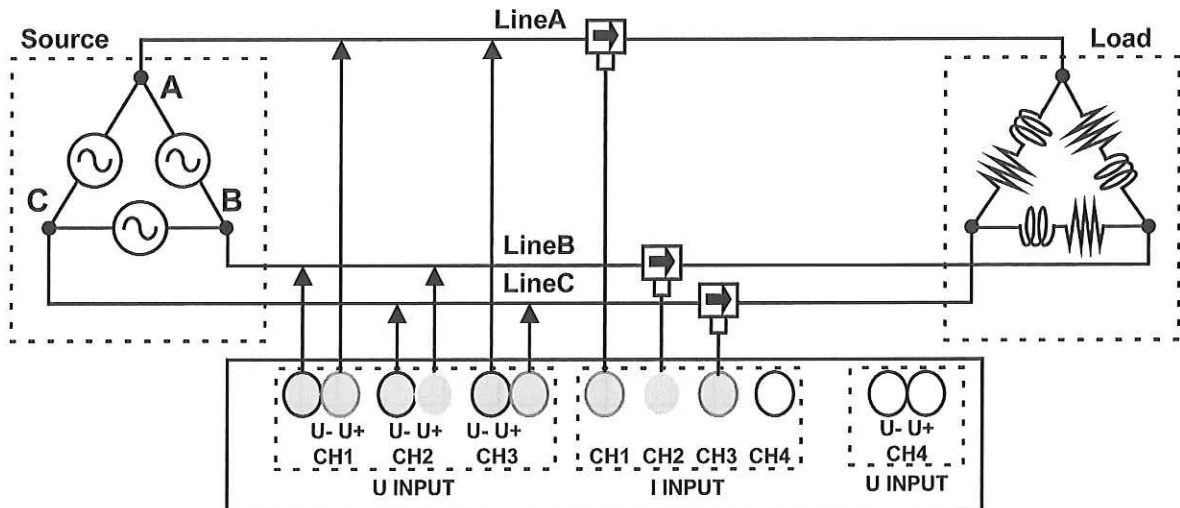 LineA
Source
Load
A
C
B
LineB
LineC
U- U+ U- U+ U- U+ U- U+
CH1 CH2 CH3 CH1 CH2 CH3 CH4 CH4
U INPUT I INPUT U INPUT